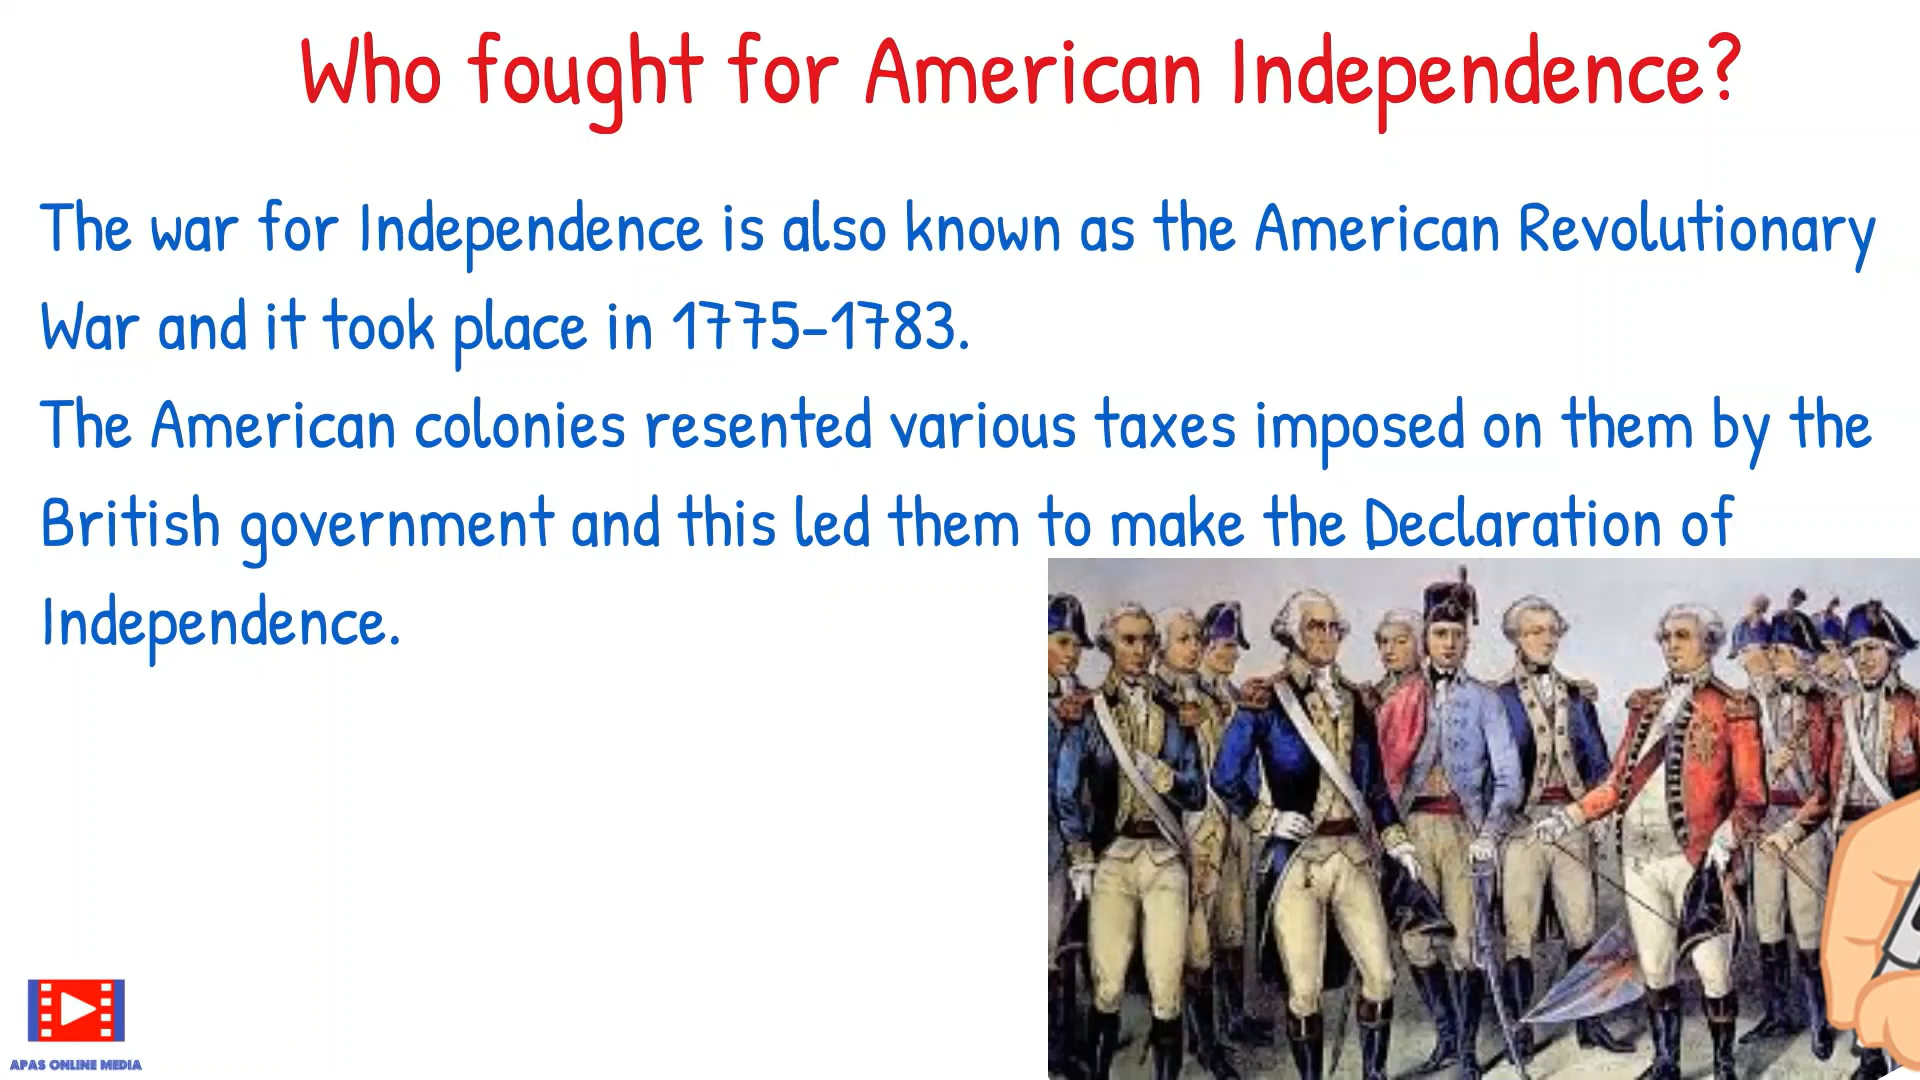 Who fought for American Independence?
The war for Independence is also known as the American Revolutionary
War and it took place in 1775-1783.
The American colonies resented various taxes imposed on them by the
British government and this led them to make the Declaration of
Independence.
APAS ONLINE MEDIA